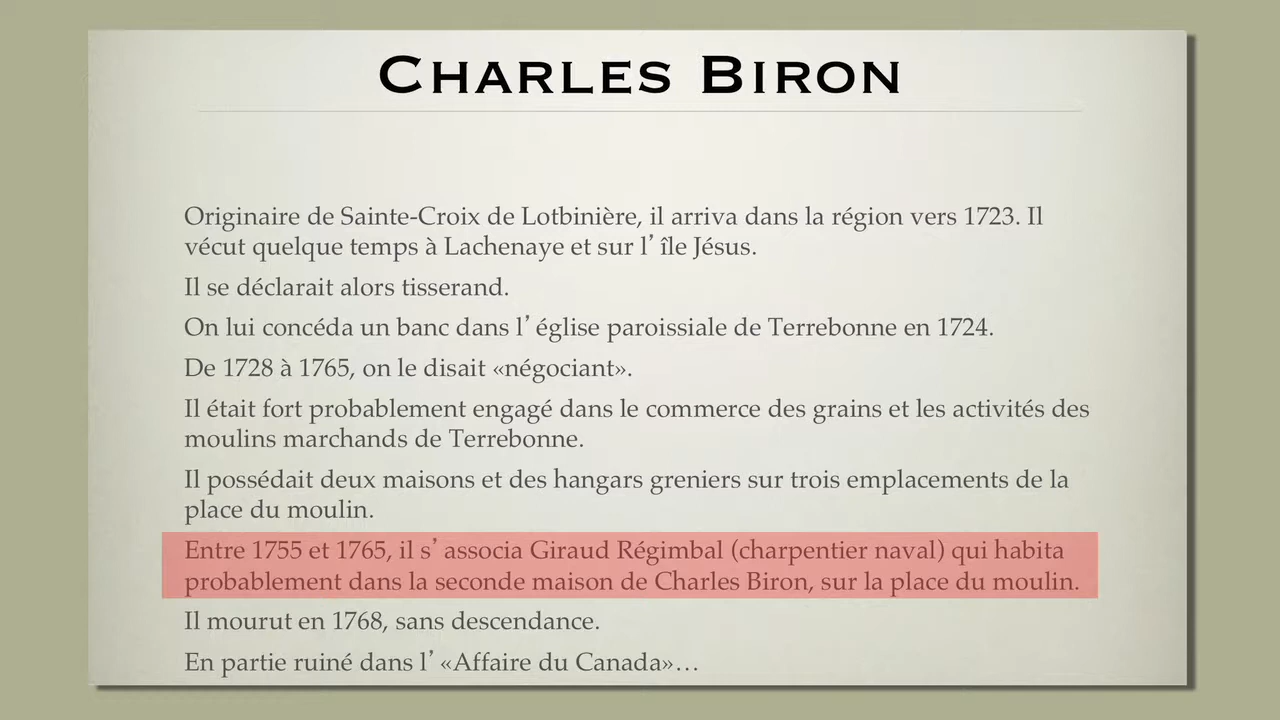 Charles Biron
Originaire de Sainte-Croix de Lotbinière, il arriva dans la région vers 1723. Il
vécut quelque temps à Lachenaye et sur l’île Jésus.
Il se déclarait alors tisserand.
On lui concéda un banc dans l’église paroissiale de Terrebonne en 1724.
De 1728 à 1765, on le disait «négociant».
Il était fort probablement engagé dans le commerce des grains et les activités des
moulins marchands de Terrebonne.
Il possédait deux maisons et des hangars greniers sur trois emplacements de la
place du moulin.
Entre 1755 et 1765, il s’associa Giraud Régimbal (charpentier naval) qui habita
probablement dans la seconde maison de Charles Biron, sur la place du moulin.
Il mourut en 1768, sans descendance.
En partie ruiné dans l’«Affaire du Canada»…